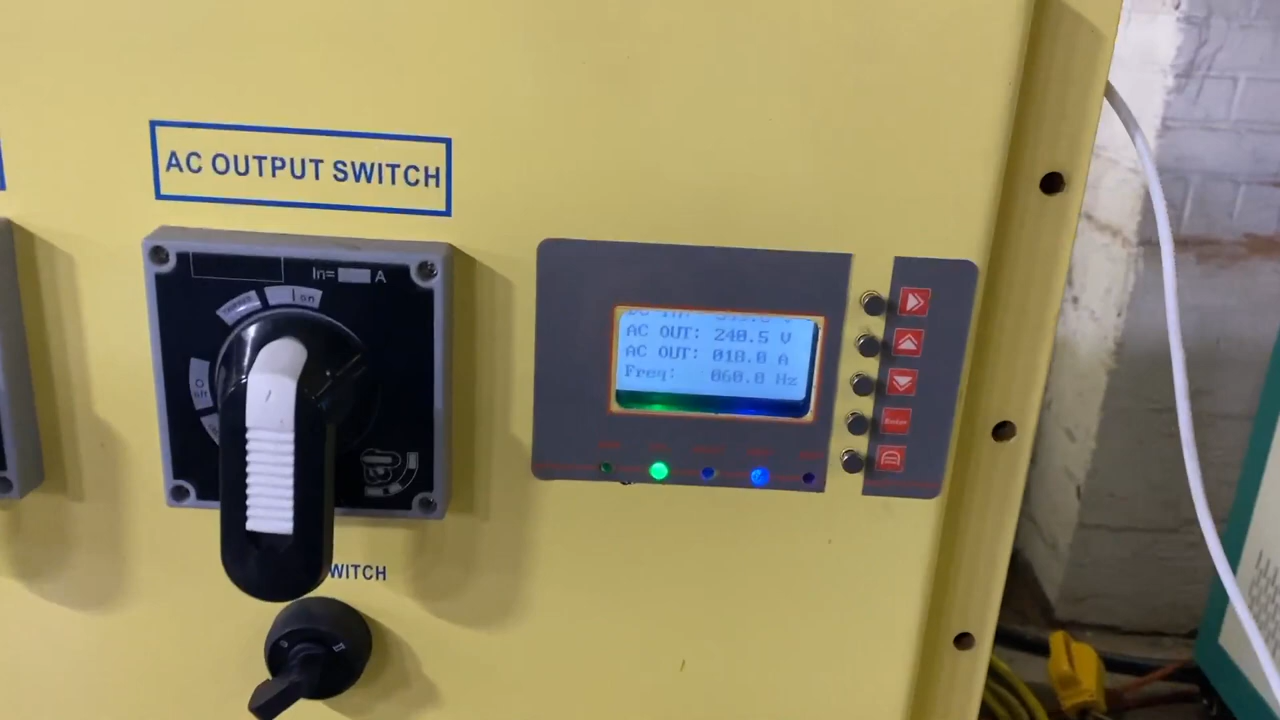 AC OUTPUT SWITCH
In= A
on
off
AC OUT: 240.5 V
AC OUT: 018.0 A
Freq: 060.0 Hz
Enter
WITCH